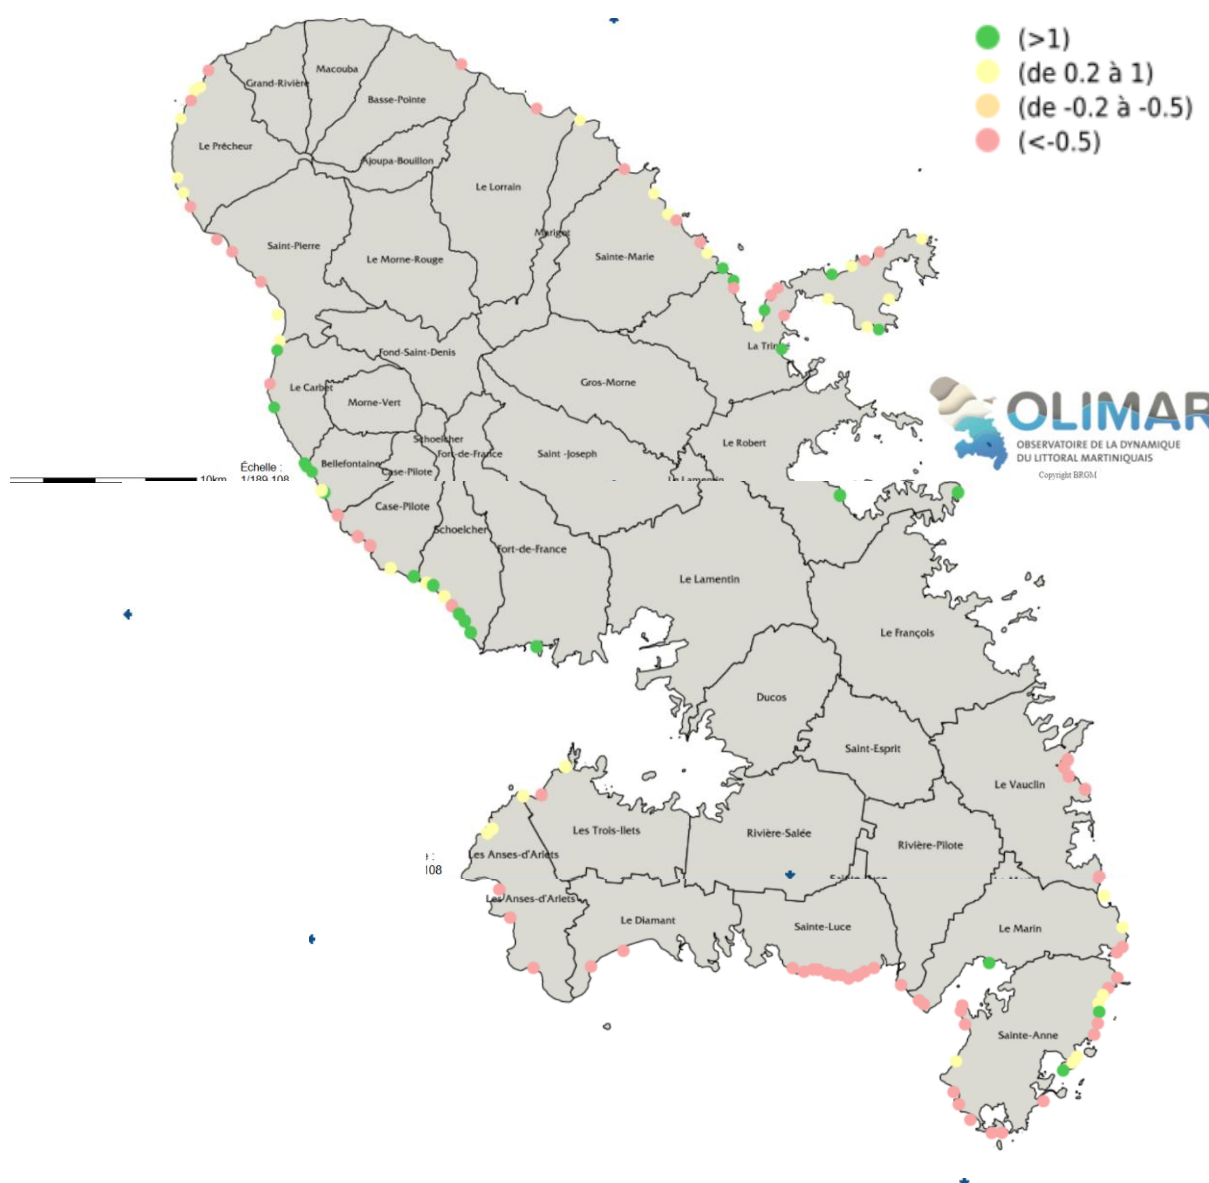 (>1)
(de 0.2 à 1)
(de -0.2 à -0.5)
(<-0.5)
Macouba
Grand-Rivière
Basse-Pointe
Le Prêcheur
Ajoupa-Bouillon
Le Lorrain
Marigot
Saint-Pierre
Le Morne-Rouge
Sainte-Marie
Fond-Saint-Denis
La Trinité
Le Carbet
Gros-Morne
Morne-Vert
OLIMAR
OBSERVATOIRE DE LA DYNAMIQUE
DU LITTORAL MARTINIQUAIS
Copyright BRGM
Schoelcher
Fort-de-France
Saint -Joseph
Le Robert
Bellefontaine
Case-Pilote
Échelle :
1/189 108
10km
Le Lamentin
Case-Pilote
Schoelcher
Fort-de-France
Le Lamentin
Le François
Ducos
Saint-Esprit
Le Vauclin
Les Trois-Ilets
Rivière-Salée
Rivière-Pilote
Les Anses-d'Arlets
:
108
Les Anses-d'Arlets
Le Diamant
Sainte-Luce
Le Marin
Sainte-Anne